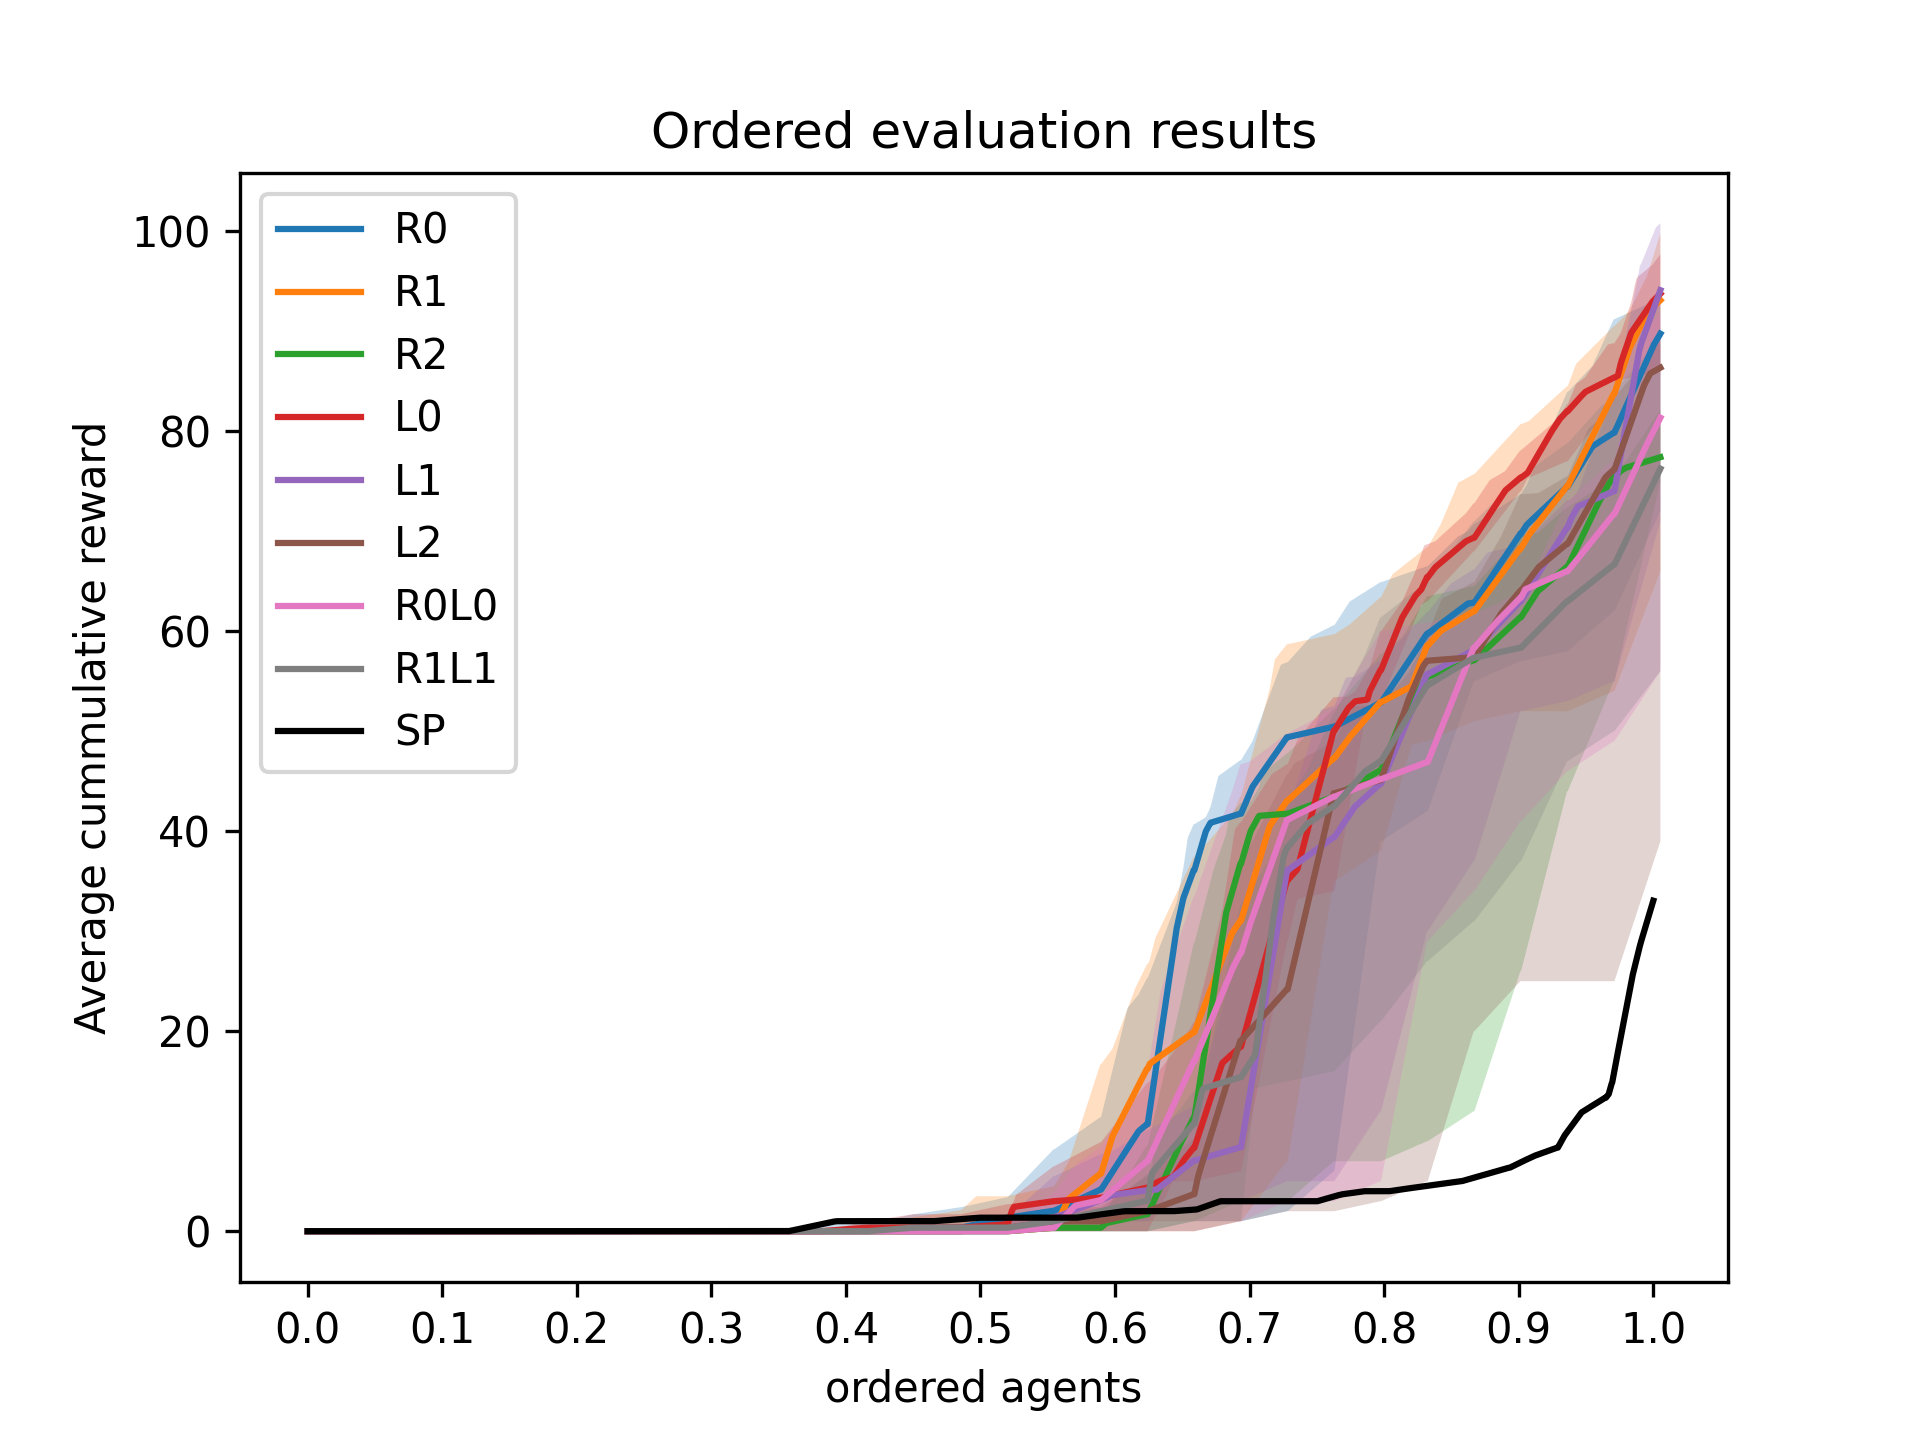 Ordered evaluation results
Average cummulative reward
100
80
60
40
20
0
R0
R1
R2
L0
L1
L2
R0L0
R1L1
SP
0.0 0.1 0.2 0.3 0.4 0.5 0.6 0.7 0.8 0.9 1.0
ordered agents